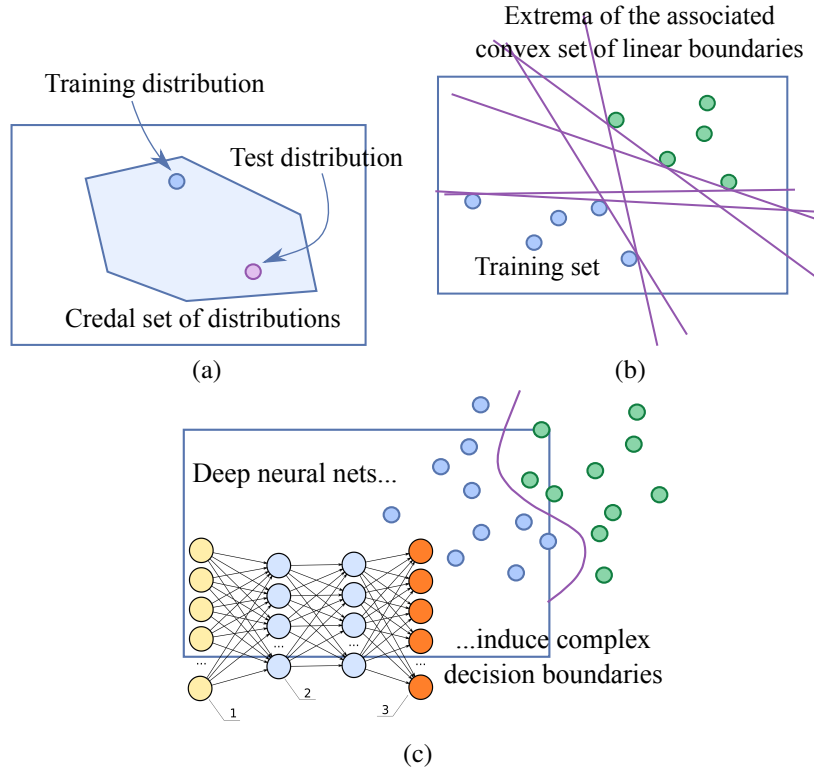 Training distribution
Test distribution
Credal set of distributions
(a)
Extrema of the associated
convex set of linear boundaries
Training set
(b)
Deep neural nets...
...
...
...
...
1
2
3
...induce complex
decision boundaries
(c)